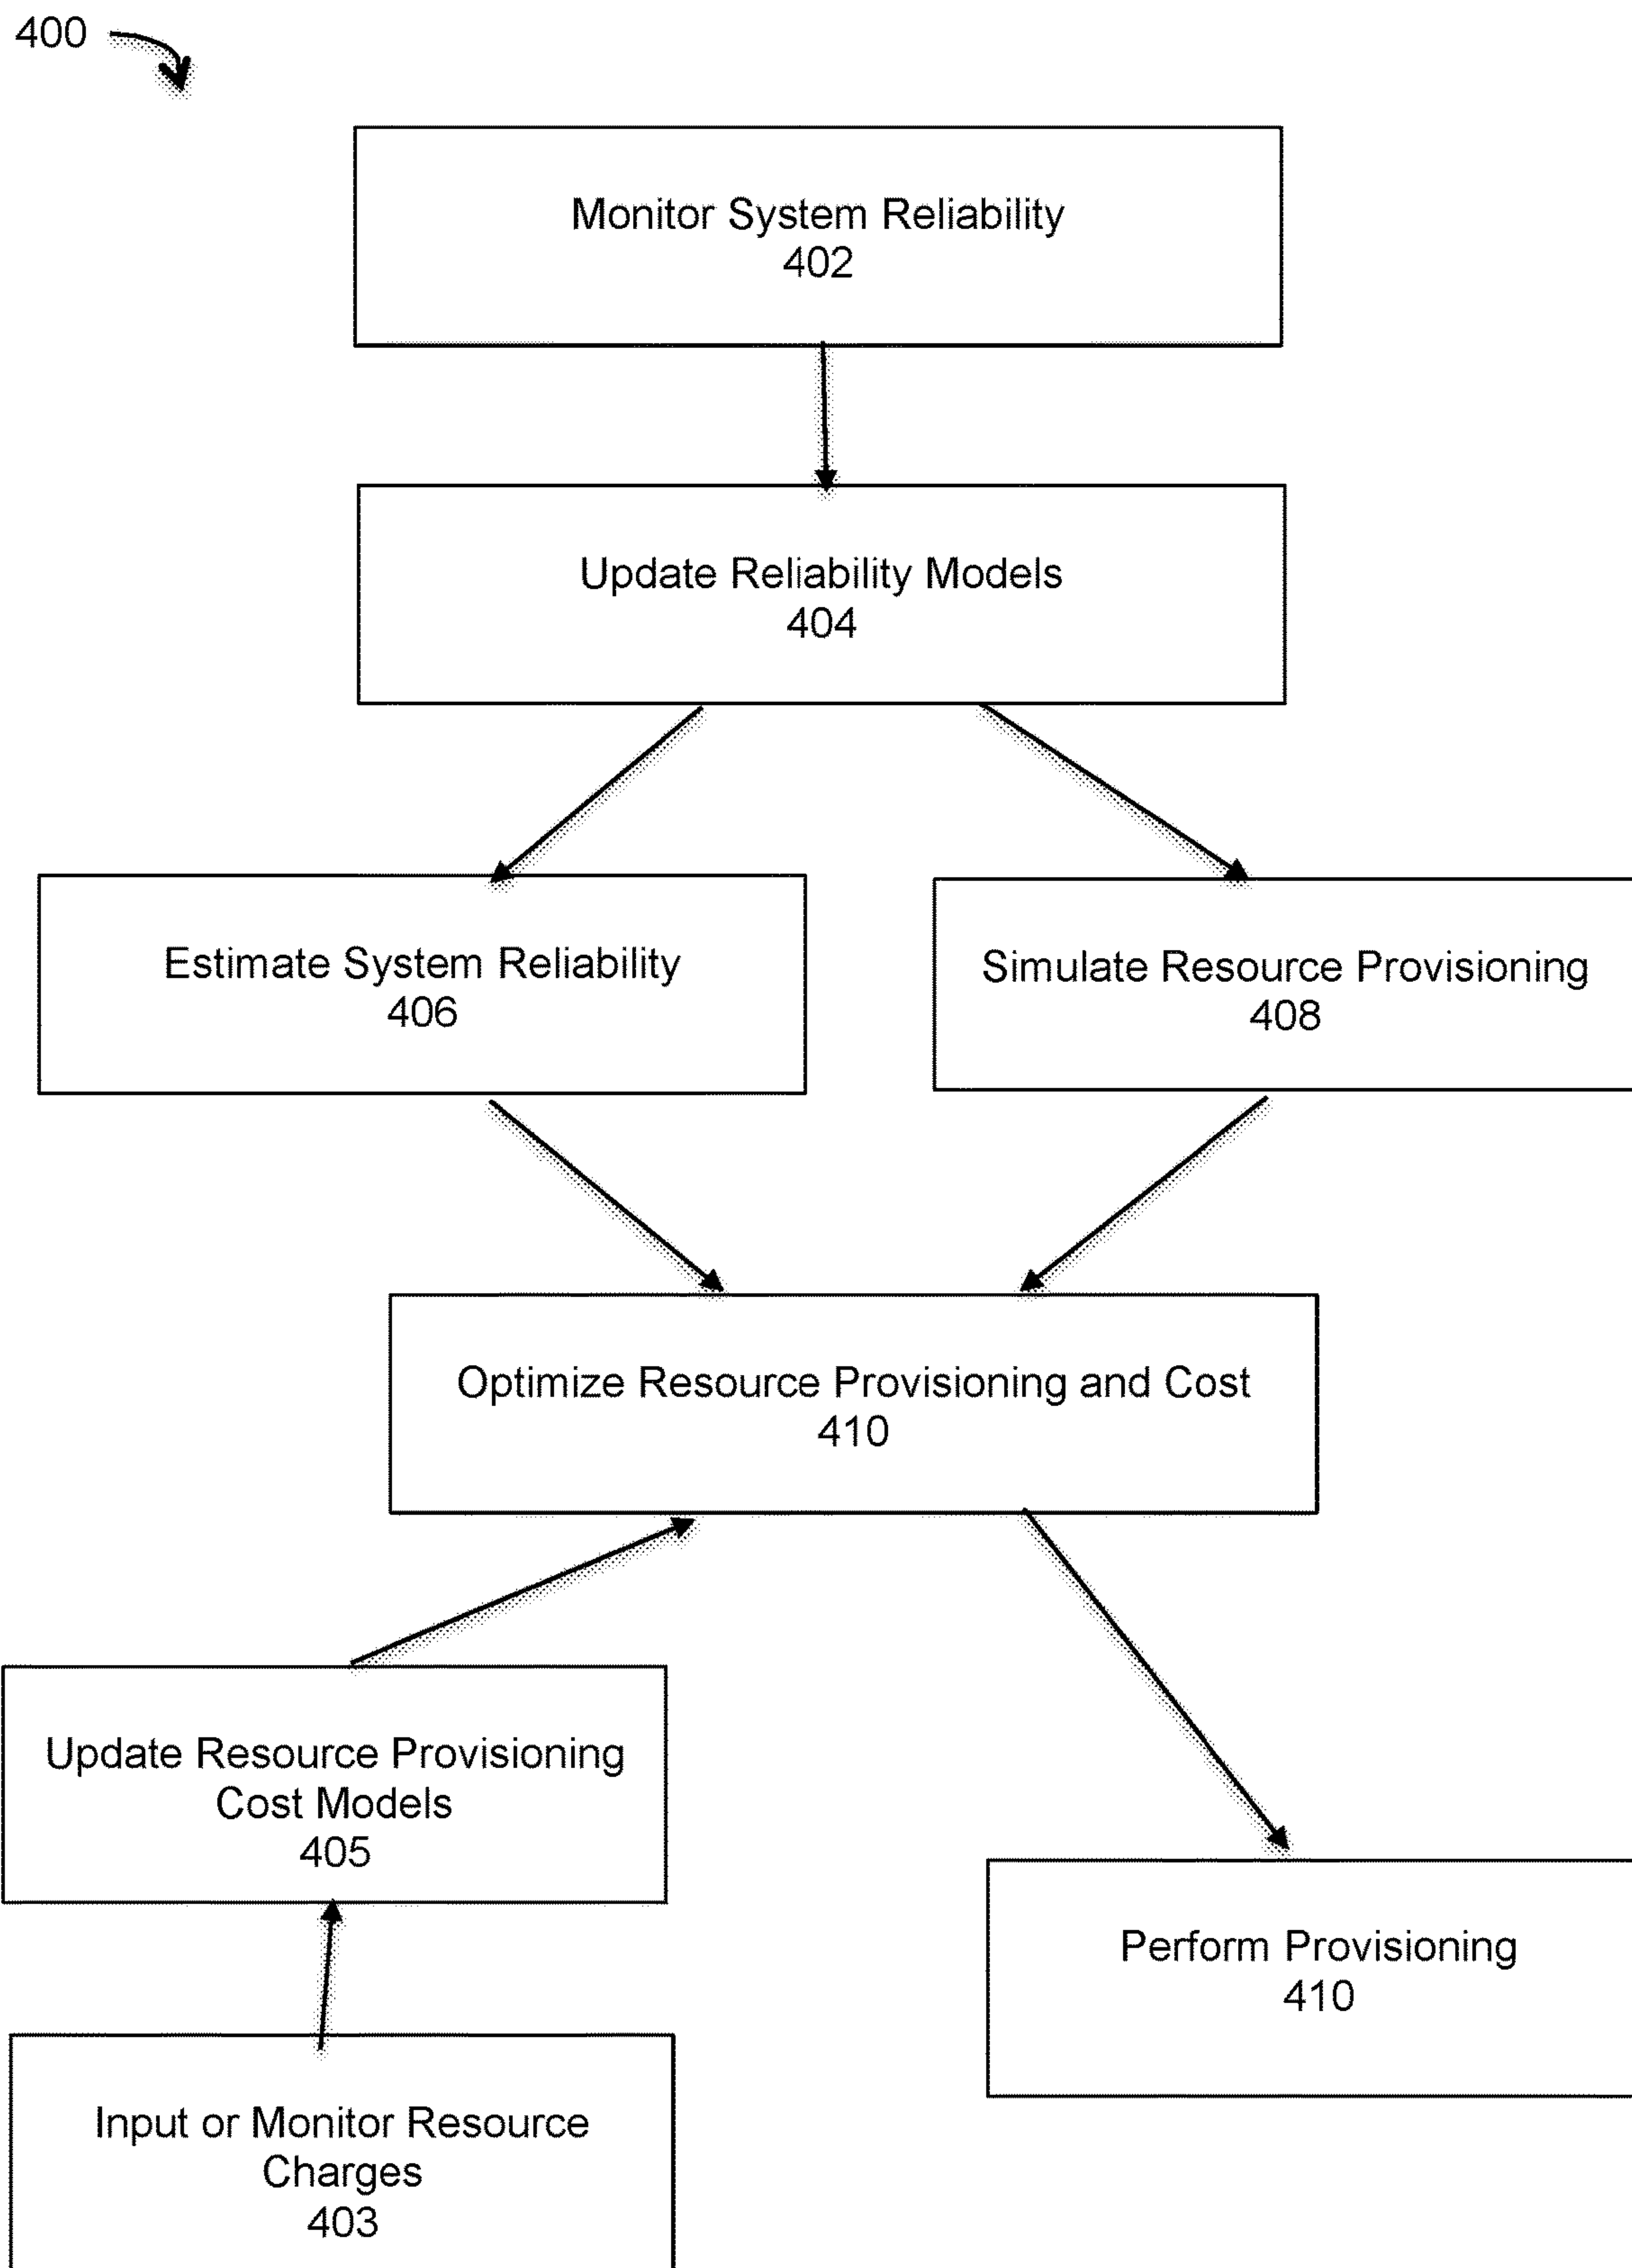 400
Monitor System Reliability
402
Update Reliability Models
404
Estimate System Reliability
406
Simulate Resource Provisioning
408
Optimize Resource Provisioning and Cost
410
Update Resource Provisioning
Cost Models
405
Perform Provisioning
410
Input or Monitor Resource
Charges
403